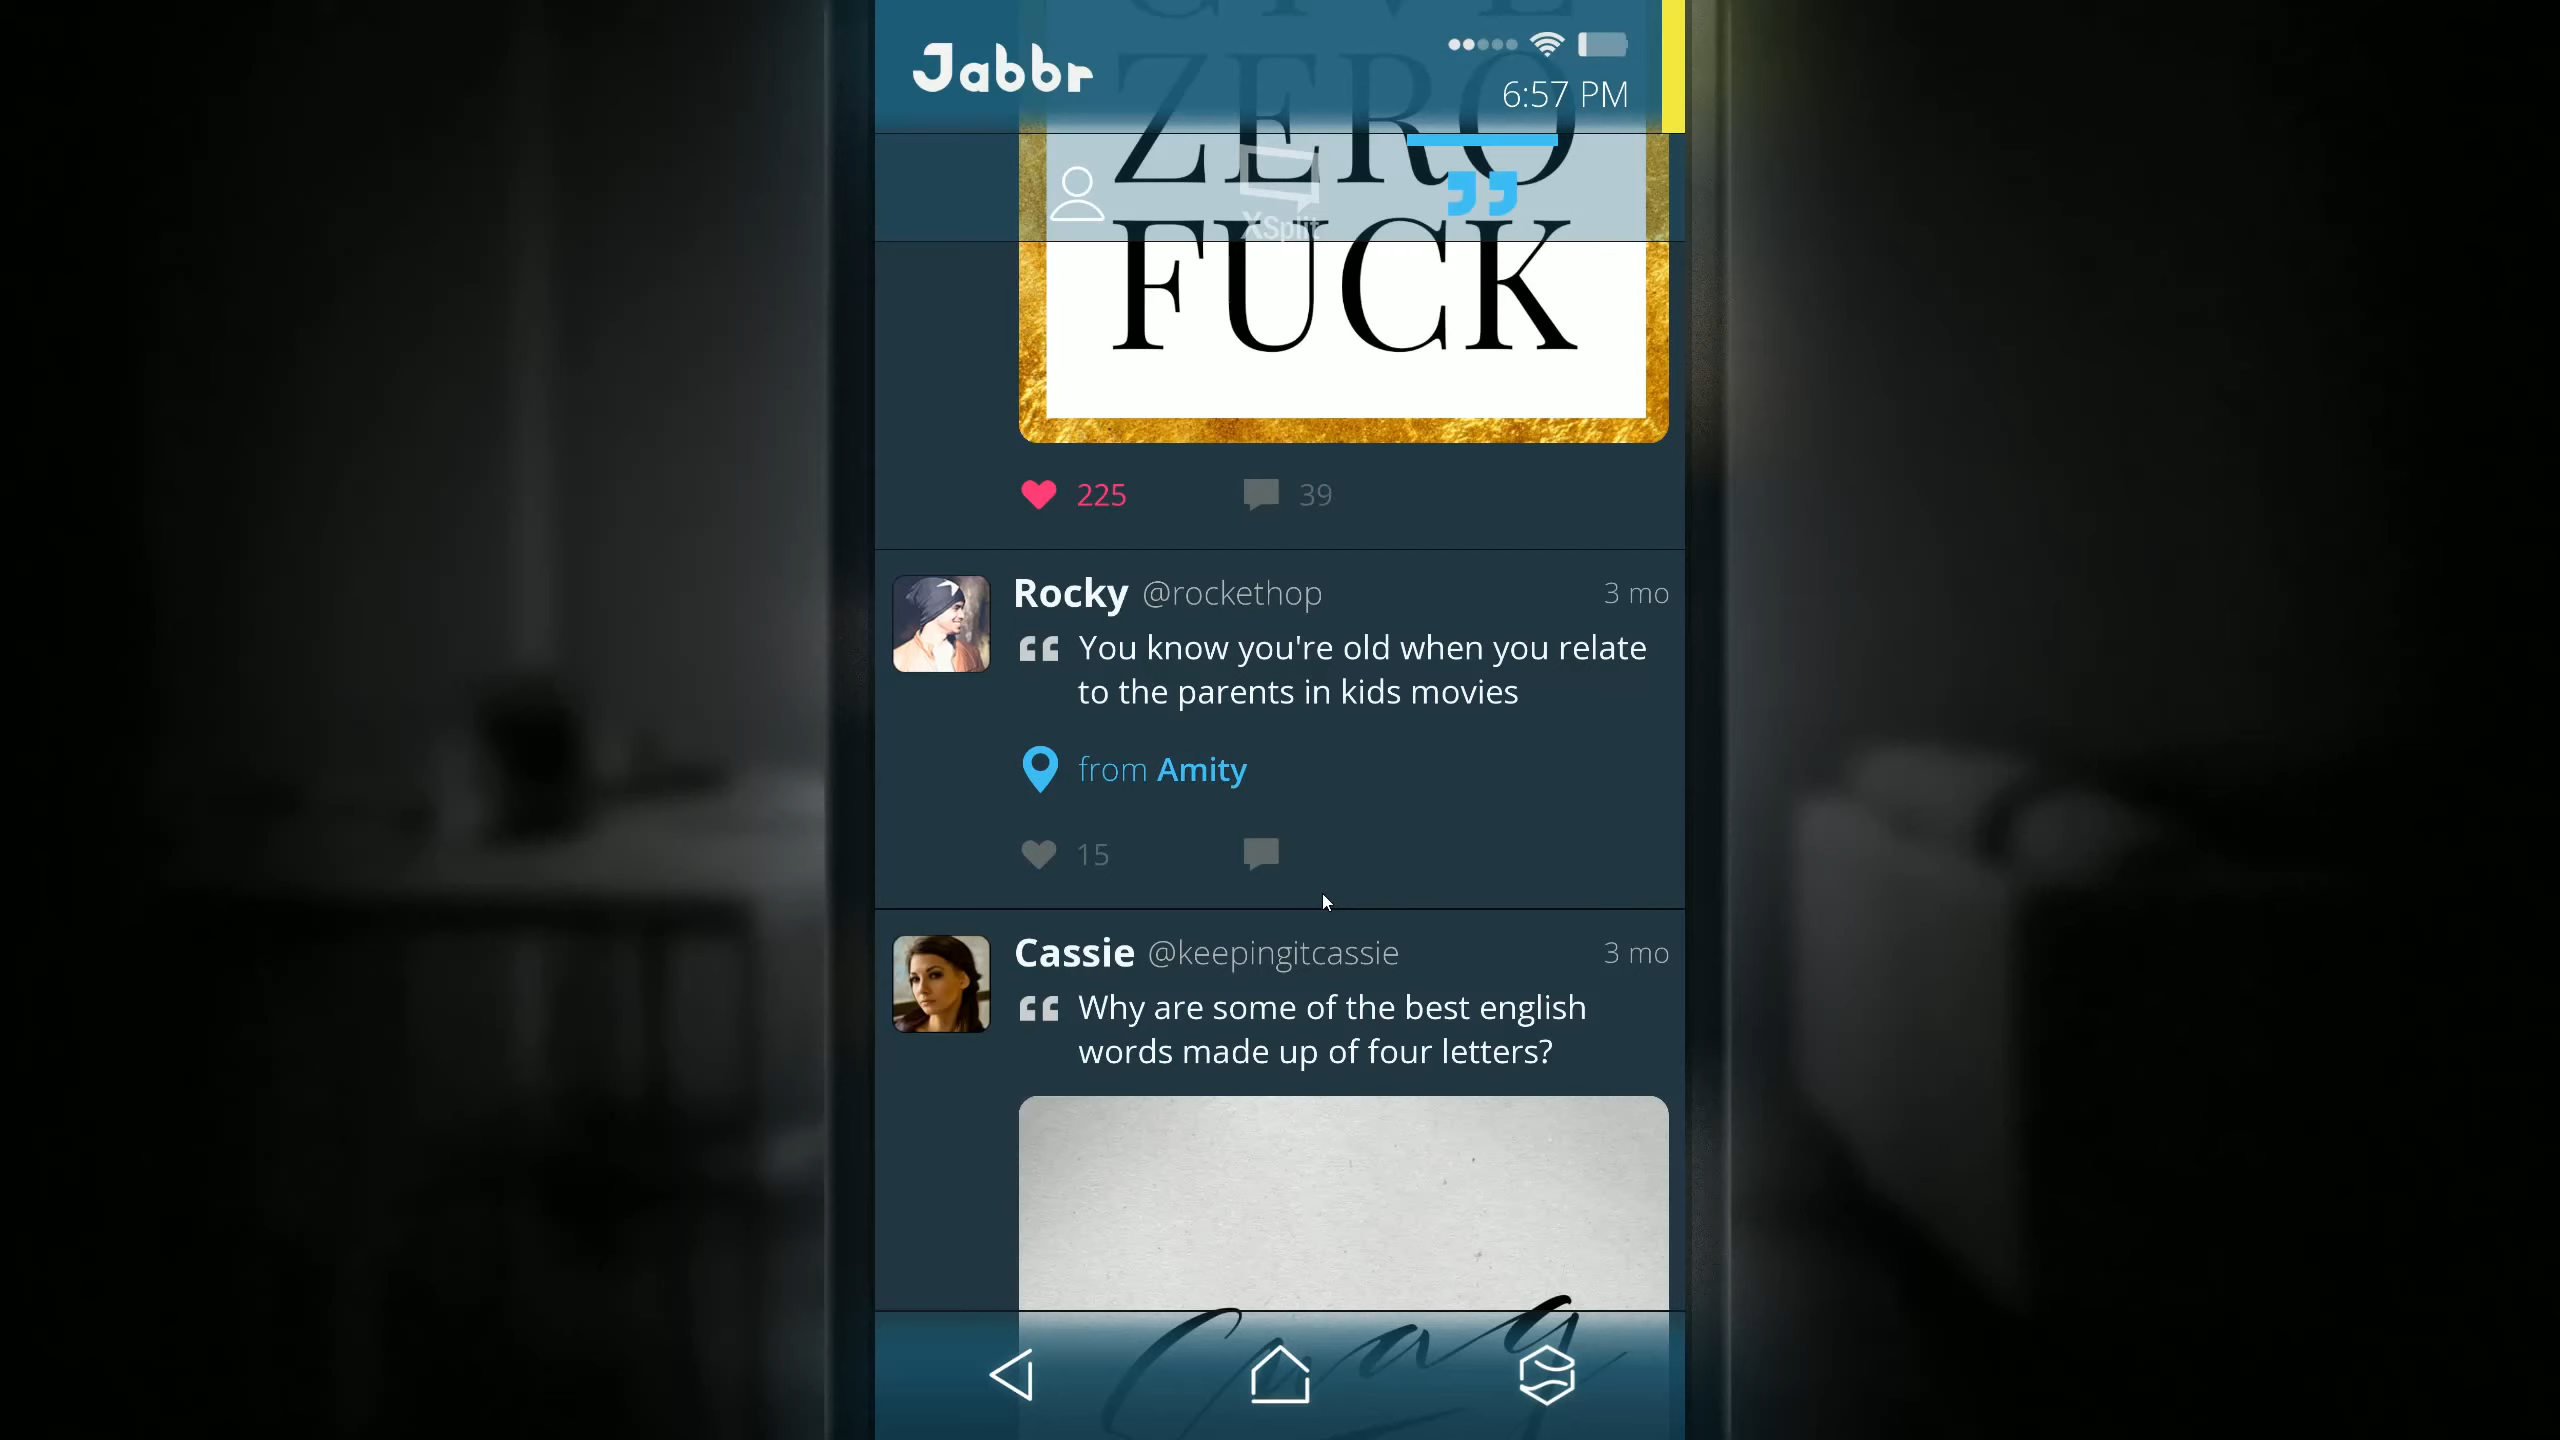 GIVE
Jabbr
6:57 PM
ZERO
XSplit
FUCK
225
39
Rocky @rockethop
3 mo
You know you're old when you relate
to the parents in kids movies
from Amity
15
Cassie @keepingitcassie
3 mo
Why are some of the best english
words made up of four letters?